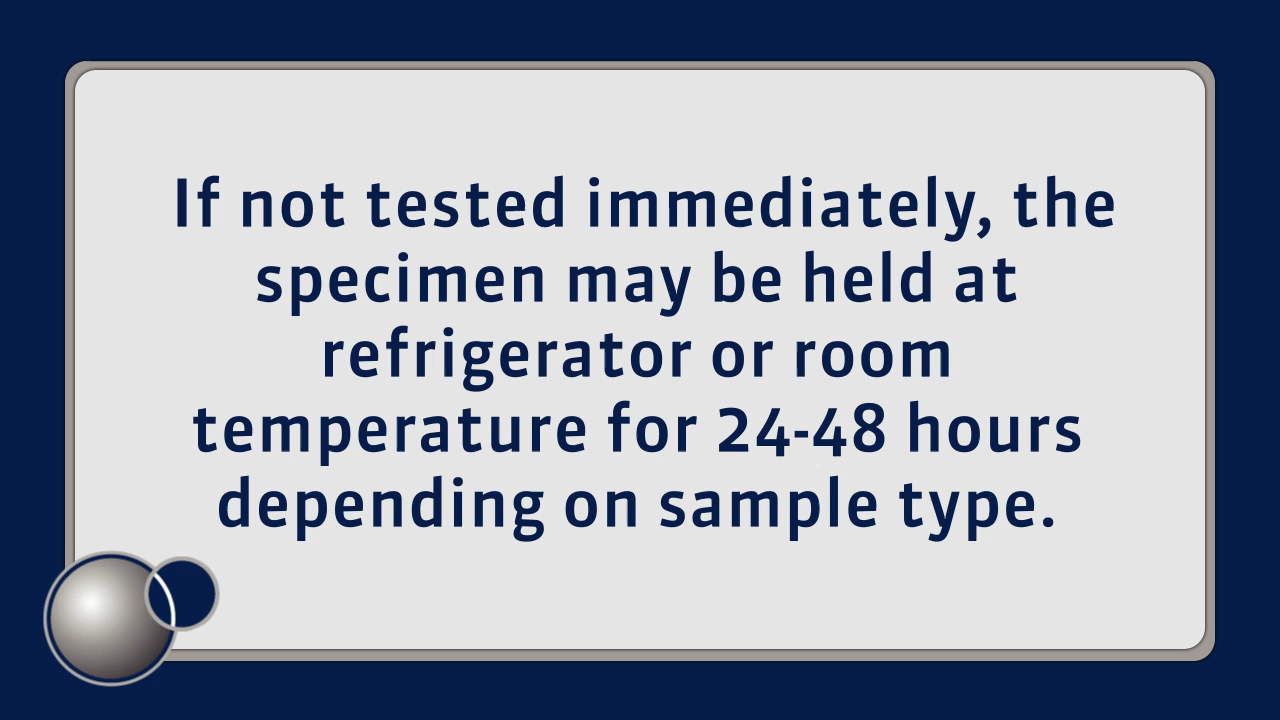 If not tested immediately, the
specimen may be held at
refrigerator or room
temperature for 24-48 hours
depending on sample type.